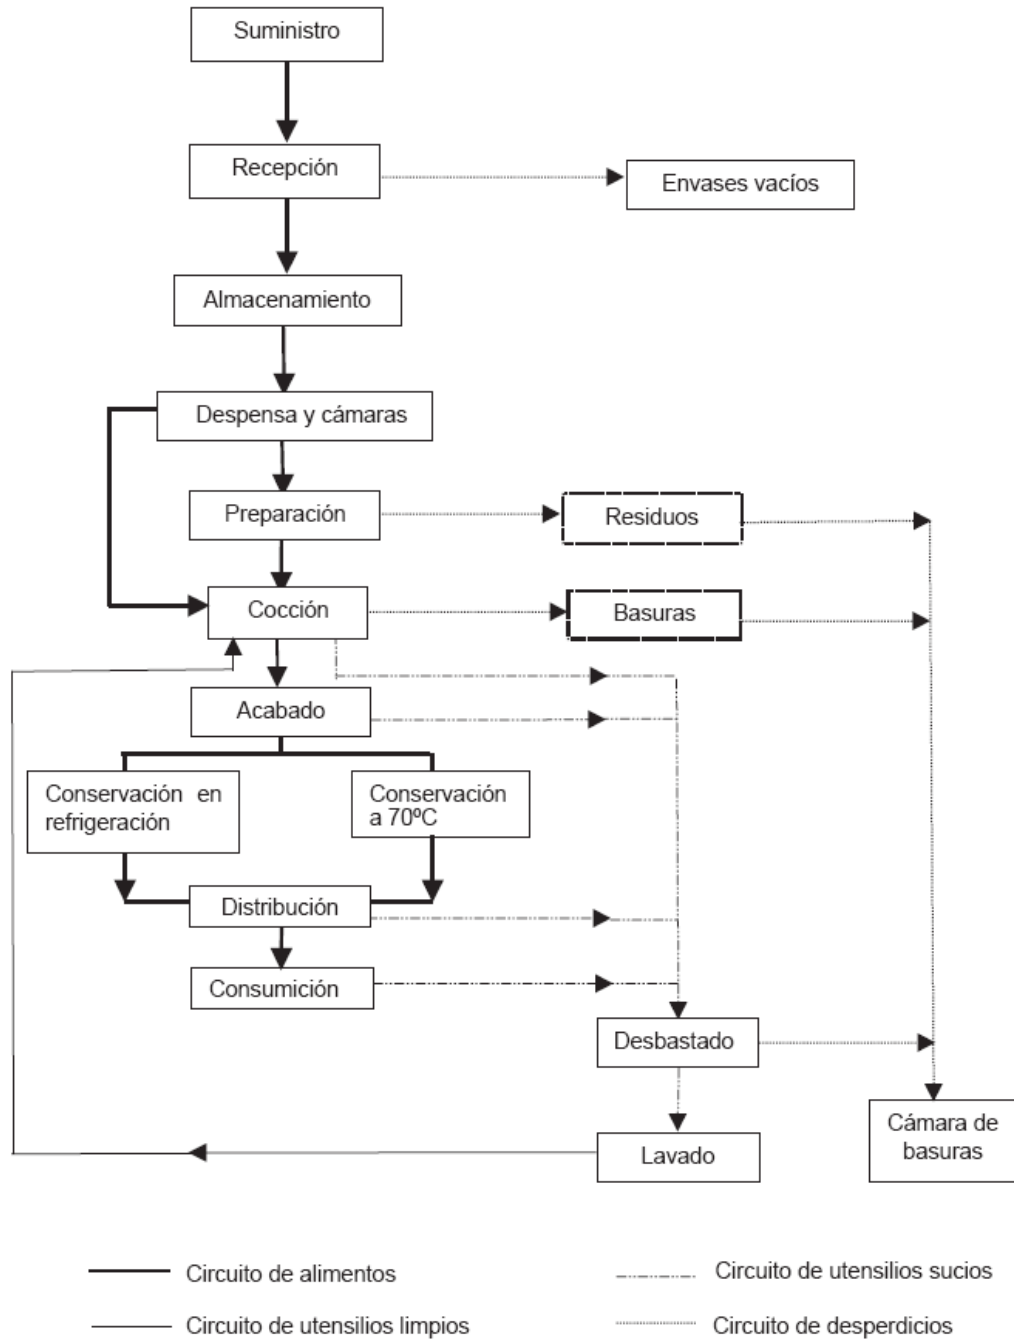 Suministro
Recepción
Envases vacíos
Almacenamiento
Despensa y cámaras
Preparación
Residuos
Cocción
Basuras
Acabado
Conservación en
refrigeración
Conservación
a 70ºC
Distribución
Consumición
Desbastado
Cámara de
basuras
Lavado
Circuito de alimentos
Circuito de utensilios sucios
Circuito de utensilios limpios
Circuito de desperdicios